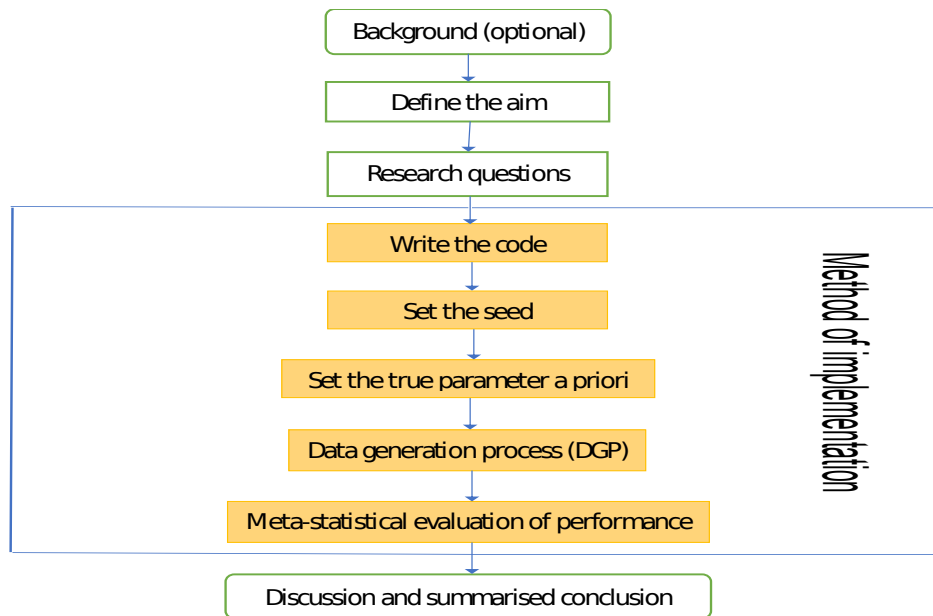 Background (optional)
Define the aim
Research questions
Write the code
Set the seed
Set the true parameter a priori
Data generation process (DGP)
Meta-statistical evaluation of performance
Method of implementation
Discussion and summarised conclusion